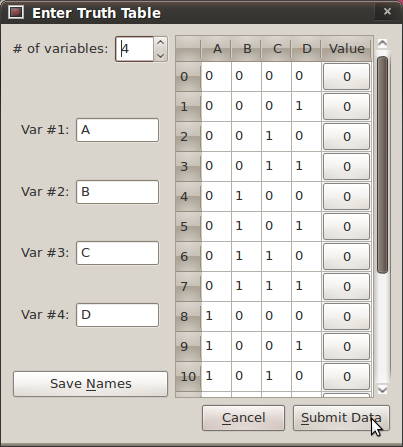 Enter Truth Table
# of variables: 4
A B C D Value
0 0 0 0 0 0
1 0 0 0 1 0
2 0 0 1 0 0
3 0 0 1 1 0
4 0 1 0 0 0
5 0 1 0 1 0
6 0 1 1 0 0
7 0 1 1 1 0
8 1 0 0 0 0
9 1 0 0 1 0
10 1 0 1 0 0
Var #1: A
Var #2: B
Var #3: C
Var #4: D
Save Names
Cancel
Submit Data